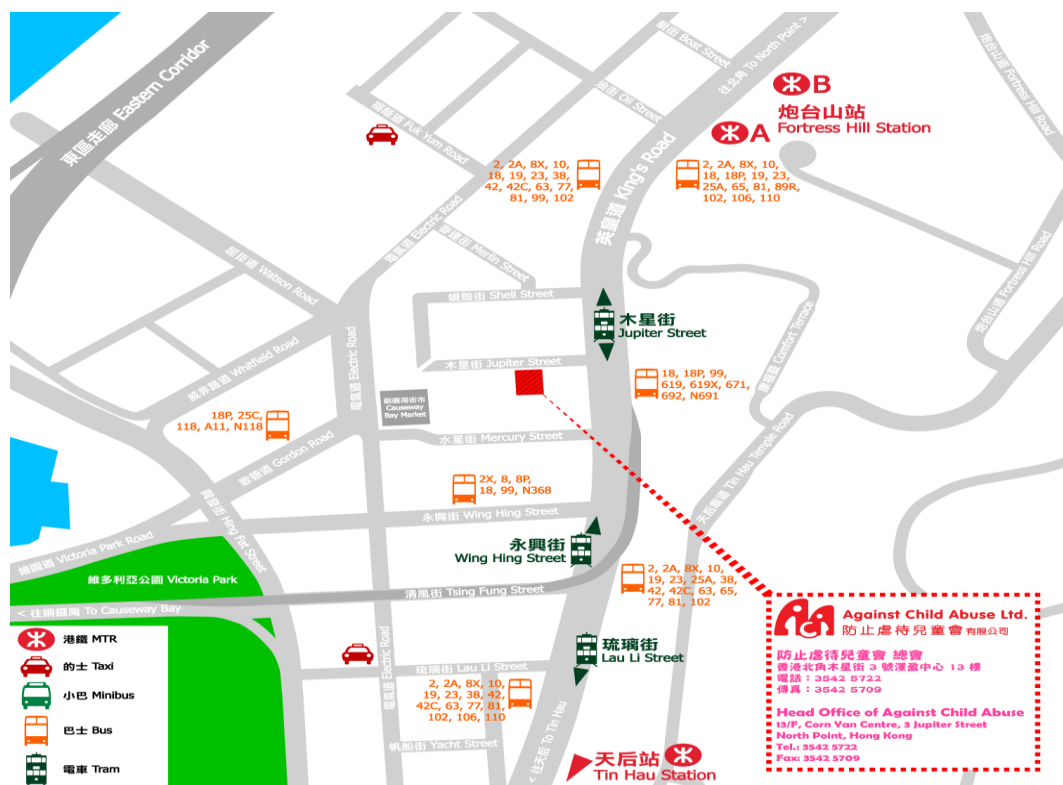 東區走廊 Eastern Corridor
福蔭道 Fuk Yum Road
艇街 Boat Street
油街 Oil Street
往北角 To North Point >
B
炮台山站
A Fortress Hill Station
炮台山道 Fortress Hill Road
2, 2A, 8X, 10,
18, 19, 23, 38,
42, 42C, 63, 77,
81, 99, 102
2, 2A, 8X, 10,
18, 18P, 19, 23,
25A, 65, 81, 89R,
102, 106, 110
英皇道 King's Road
電氣道 Electric Road
麥連街 Merlin Street
屈臣道 Watson Road
蜆殼街 Shell Street
木星街
Jupiter Street
炮台山道 Fortress Hill Road
康福臺 Comfort Terrace
威非路道 Whitfield Road
電氣道 Electric Road
木星街 Jupiter Street
18, 18P, 99,
619, 619X, 671,
692, N691
銅鑼灣街市
Causeway
Bay Market
18P, 25C,
118, A11, N118
歌頓道 Gordon Road
水星街 Mercury Street
天后廟道 Tin Hau Temple Road
2X, 8, 8P,
18, 99, N368
興發街 Hing Fat Street
永興街 Wing Hing Street
維園道 Victoria Park Road
永興街
Wing Hing Street
維多利亞公園 Victoria Park
2, 2A, 8X, 10,
19, 23, 25A, 38,
42, 42C, 63, 65,
77, 81, 102
清風街 Tsing Fung Street
< 往銅鑼灣 To Causeway Bay
琉璃街
Lau Li Street
琉璃街 Lau Li Street
電氣道 Electric Road
2, 2A, 8X, 10,
19, 23, 38, 42,
42C, 63, 77, 81,
102, 106, 110
帆船街 Yacht Street
< 往天后 To Tin Hau
天后站
Tin Hau Station
港鐵 MTR
的士 Taxi
小巴 Minibus
巴士 Bus
電車 Tram
Against Child Abuse Ltd.
防止虐待兒童會有限公司
防止虐待兒童會 總會
香港北角木星街 3 號澤盈中心 13 樓
電話：3542 5722
傳真：3542 5709
Head Office of Against Child Abuse
13/F, Corn Yan Centre, 3 Jupiter Street
North Point, Hong Kong
Tel.: 3542 5722
Fax: 3542 5709